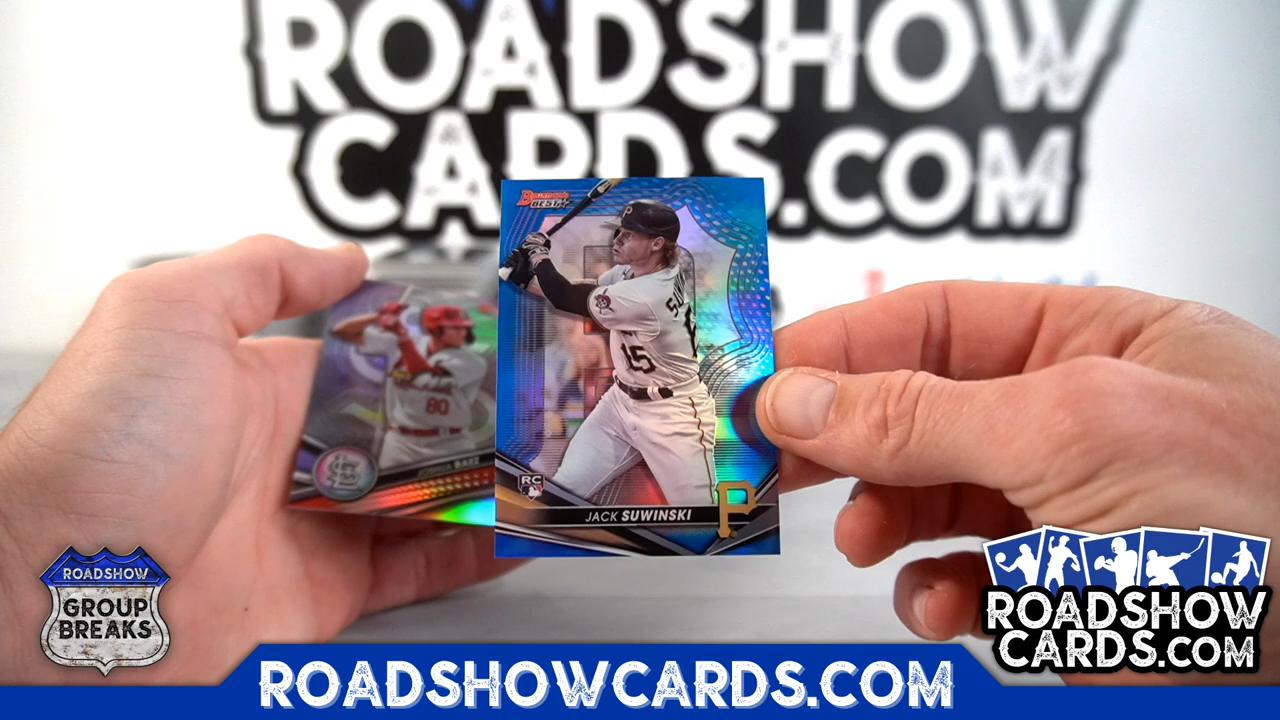 ROADSHOW
CARDS.COM
BOWMAN'S
BEST
SUWI
15
RC
JACK SUWINSKI
P
80
JOSHUA BAEZ
ROADSHOW
GROUP
BREAKS
ROADSHOW
CARDS.COM
ROADSHOWCARDS.COM